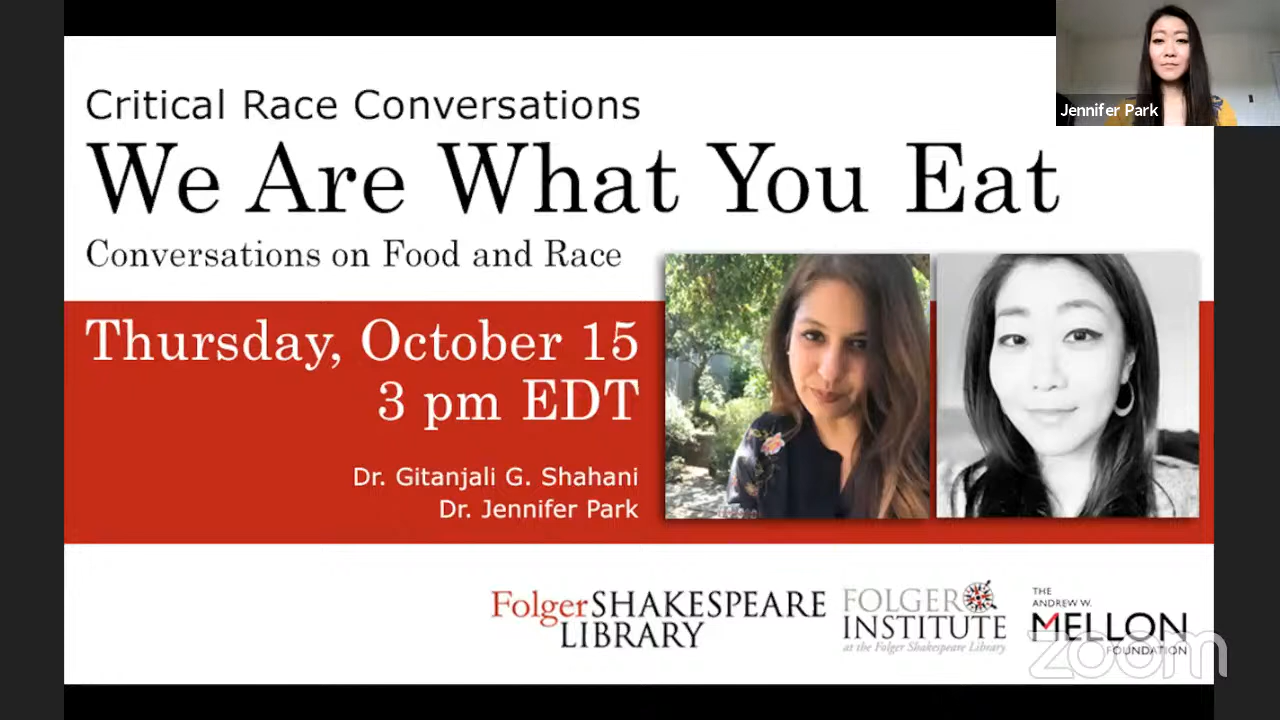 Jennifer Park
Critical Race Conversations
We Are What You Eat
Conversations on Food and Race
Thursday, October 15
3 pm EDT
Dr. Gitanjali G. Shahani
Dr. Jennifer Park
Folger SHAKESPEARE
LIBRARY
FOLGER
INSTITUTE
at the Folger Shakespeare Library
THE
ANDREW W.
MELLON
FOUNDATION
zoom